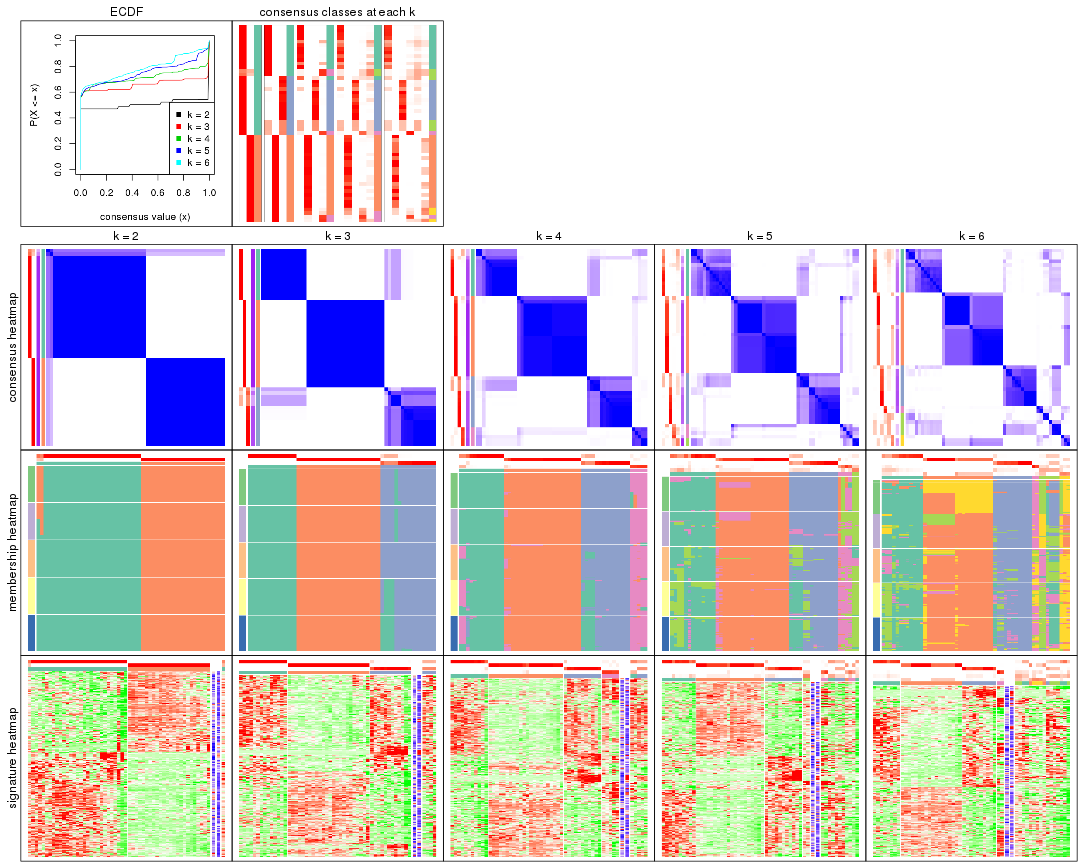 ECDF
consensus classes at each k
P(X <= x)
0.0
0.2
0.4
0.6
0.8
1.0
k = 2
k = 3
k = 4
k = 5
k = 6
0.0 0.2 0.4 0.6 0.8 1.0
consensus value (x)
k = 2
k = 3
k = 4
k = 5
k = 6
consensus heatmap
membership heatmap
signature heatmap